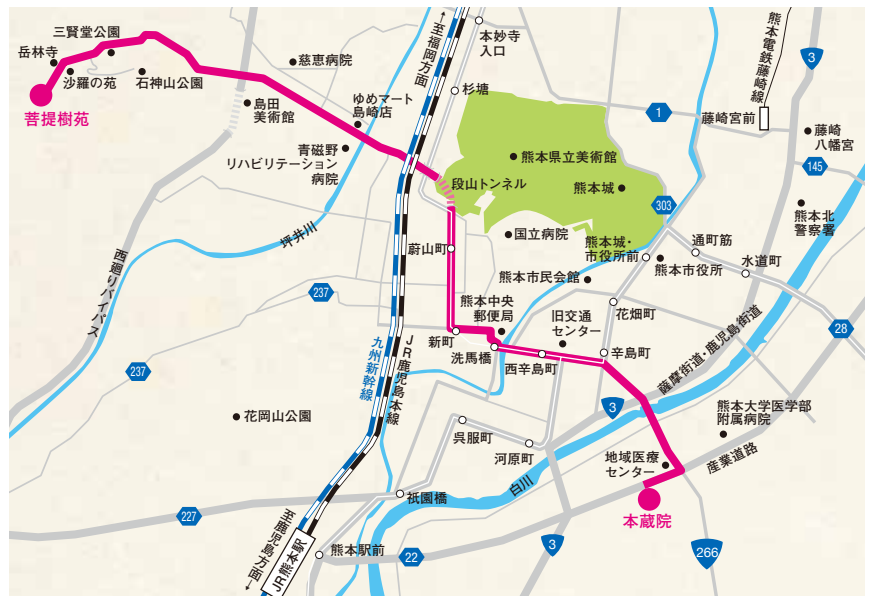 三賢堂公園
岳林寺
沙羅の苑
石神山公園
菩提樹苑
慈恵病院
島田
美術館
ゆめマート
島崎店
青磁野
リハビリテーション
病院
←至福岡方面
本妙寺
入口
杉塘
熊本電鉄藤崎線
3
1
藤崎宮前
藤崎
八幡宮
145
熊本県立美術館
段山トンネル
熊本城
303
熊本北
警察署
坪井川
西廻りバイパス
蔚山町
国立病院
熊本城・
市役所前
通町筋
熊本市役所
水道町
熊本市民会館
237
熊本中央
郵便局
旧交通
センター
花畑町
新町
洗馬橋
西辛島町
辛島町
薩摩街道・鹿児島街道
28
九州新幹線
JR鹿児島本線
237
花岡山公園
3
熊本大学医学部
附属病院
呉服町
河原町
地域医療
センター
産業道路
白川
祇園橋
本蔵院
227
至鹿児島方面→
JR熊本駅
熊本駅前
22
3
266